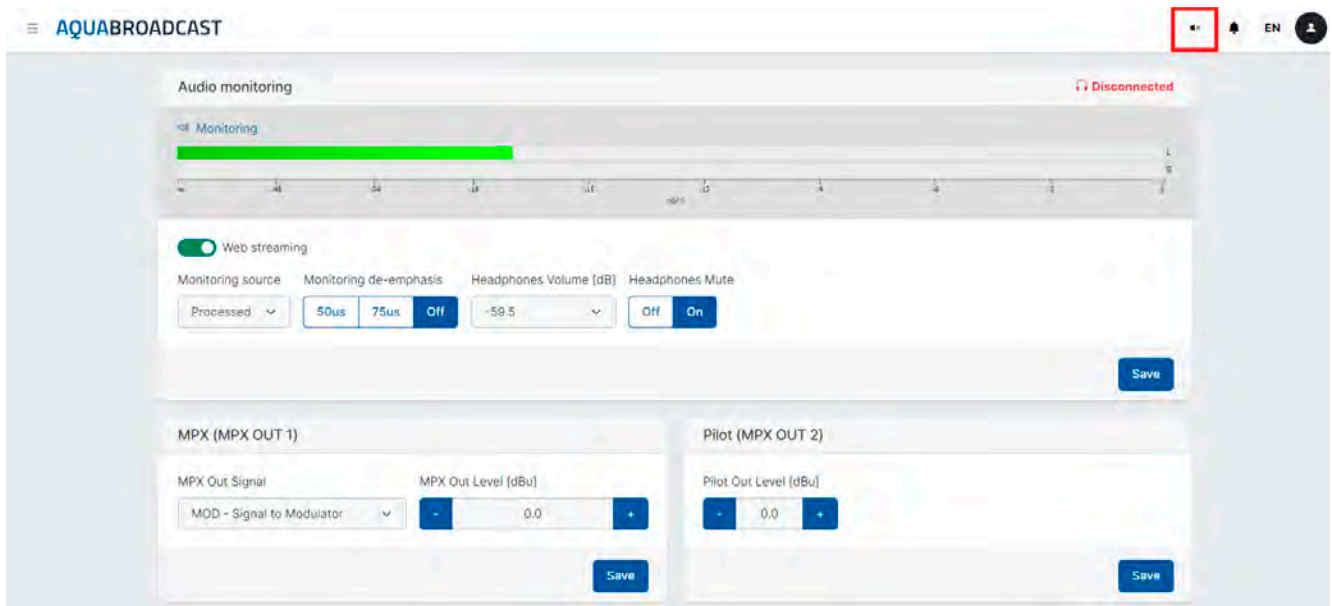 AQUABROADCAST EN
Audio monitoring Disconnected
Monitoring
L
R
dBFS
Web streaming
Monitoring source Monitoring de-emphasis Headphones Volume [dB] Headphones Mute
Processed 50us 75us Off -59.5 Off On
Save
MPX (MPX OUT 1) Pilot (MPX OUT 2)
MPX Out Signal MPX Out Level [dBu] Pilot Out Level [dBu]
MOD - Signal to Modulator - 0.0 + - 0.0 +
Save Save